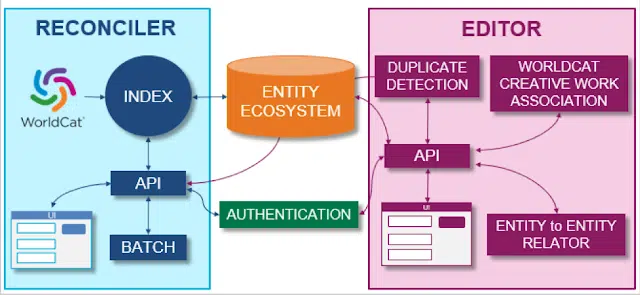 RECONCILER
WorldCat
INDEX
API
UI
BATCH
ENTITY
ECOSYSTEM
AUTHENTICATION
EDITOR
DUPLICATE
DETECTION
WORLDCAT
CREATIVE WORK
ASSOCIATION
API
UI
ENTITY to ENTITY
RELATOR